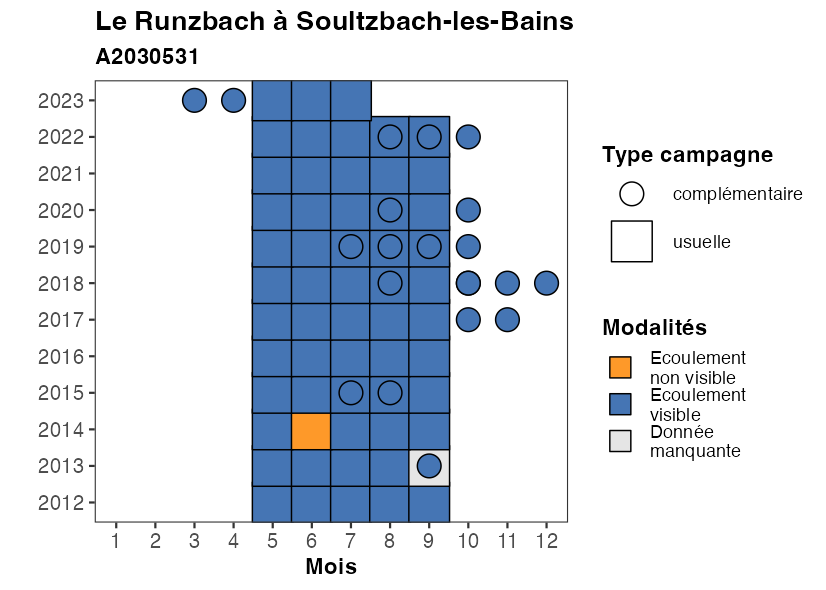 Le Runzbach à Soultzbach-les-Bains
A2030531
2023
2022
2021
2020
2019
2018
2017
2016
2015
2014
2013
2012
1 2 3 4 5 6 7 8 9 10 11 12
Mois
Type campagne
complémentaire
usuelle
Modalités
Ecoulement
non visible
Ecoulement
visible
Donnée
manquante